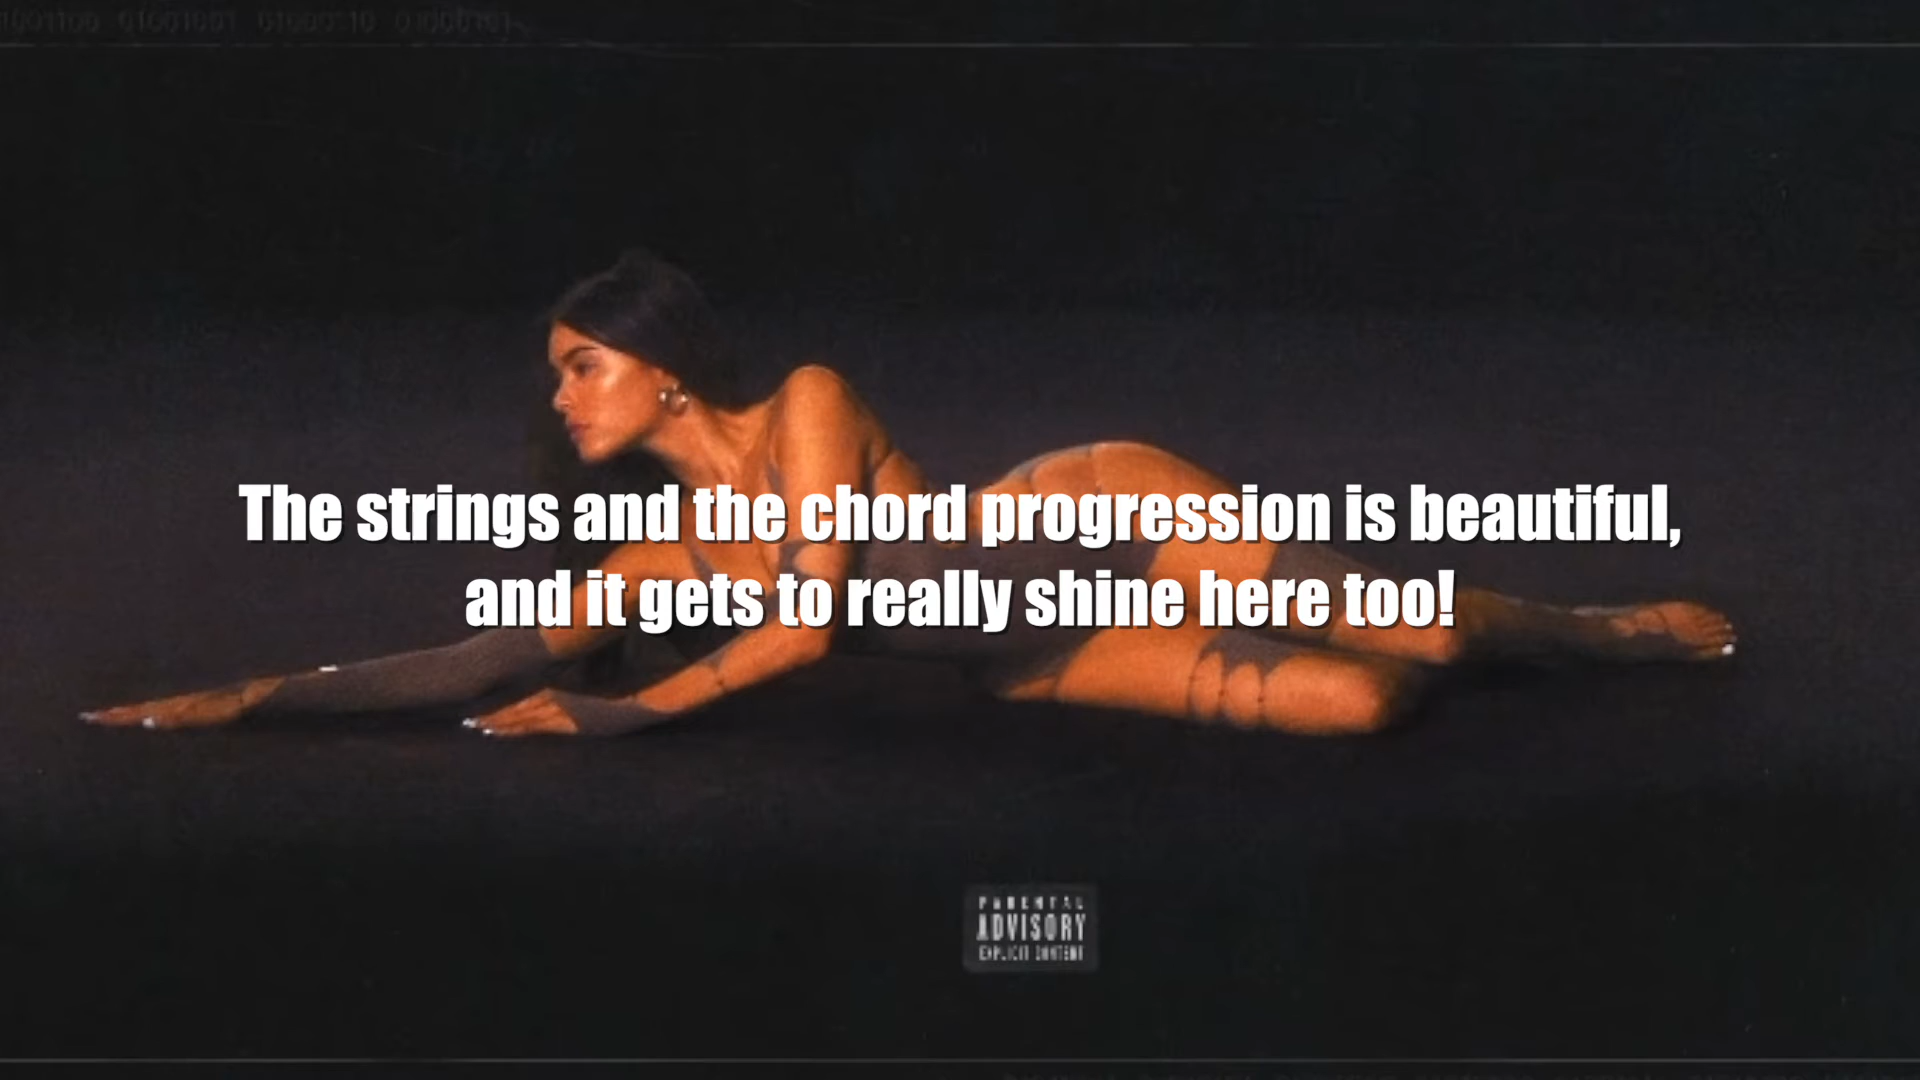 01001001
The strings and the chord progression is beautiful,
and it gets to really shine here too!
PARENTAL
ADVISORY
EXPLICIT CONTENT